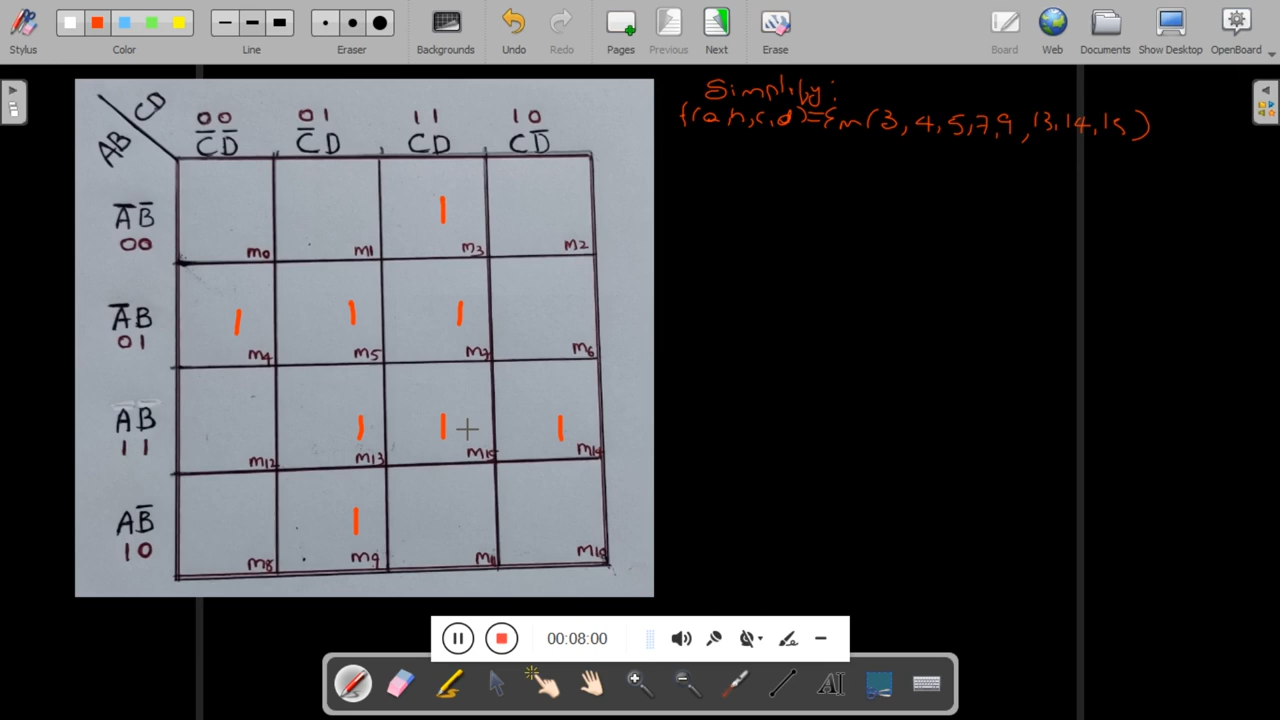 Stylus Color Line Eraser Backgrounds Undo Redo Pages Previous Next Erase Board Web Documents Show Desktop OpenBoard
Simplify:
f(a,b,c,d)=Σm(3,4,5,7,9,13,14,15)
CD
AB
00 01 11 10
C̅D̅ C̅D CD CD̅
A̅B̅
00
1
m0 m1 m3 m2
A̅B
01
1 1 1
m4 m5 m7 m6
AB
11
1 1 1
m12 m13 m15 m14
AB̅
10
1
m8 m9 m11 m10
00:08:00
AI